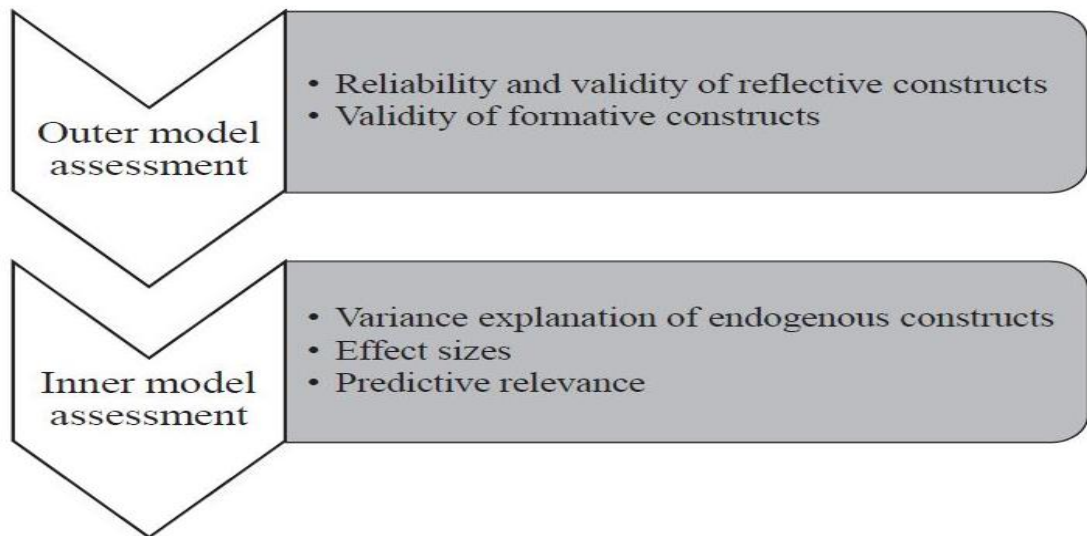 Outer model
assessment
• Reliability and validity of reflective constructs
• Validity of formative constructs
Inner model
assessment
• Variance explanation of endogenous constructs
• Effect sizes
• Predictive relevance